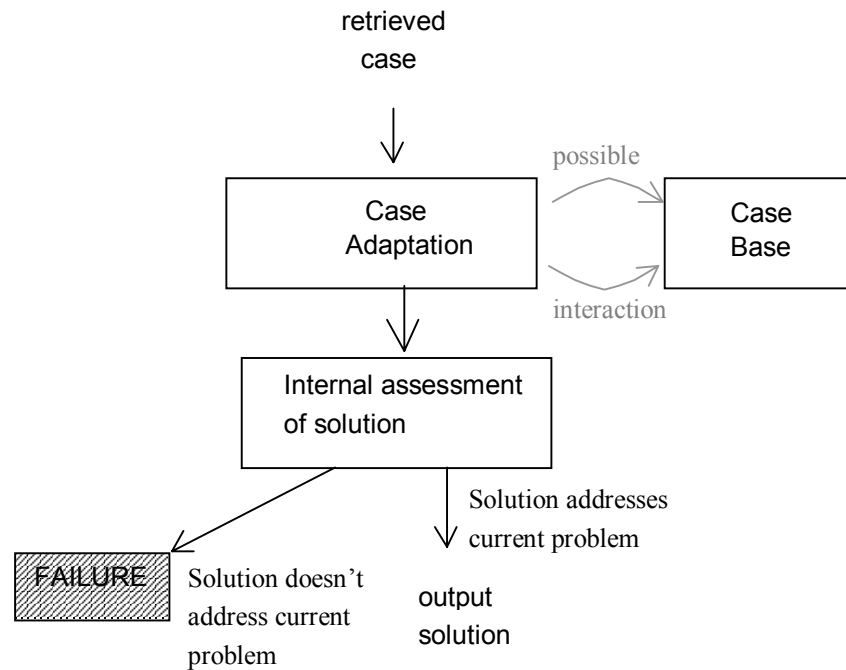 retrieved
case
possible
Case
Adaptation
Case
Base
interaction
Internal assessment
of solution
Solution addresses
current problem
FAILURE
Solution doesn’t
address current
problem
output
solution